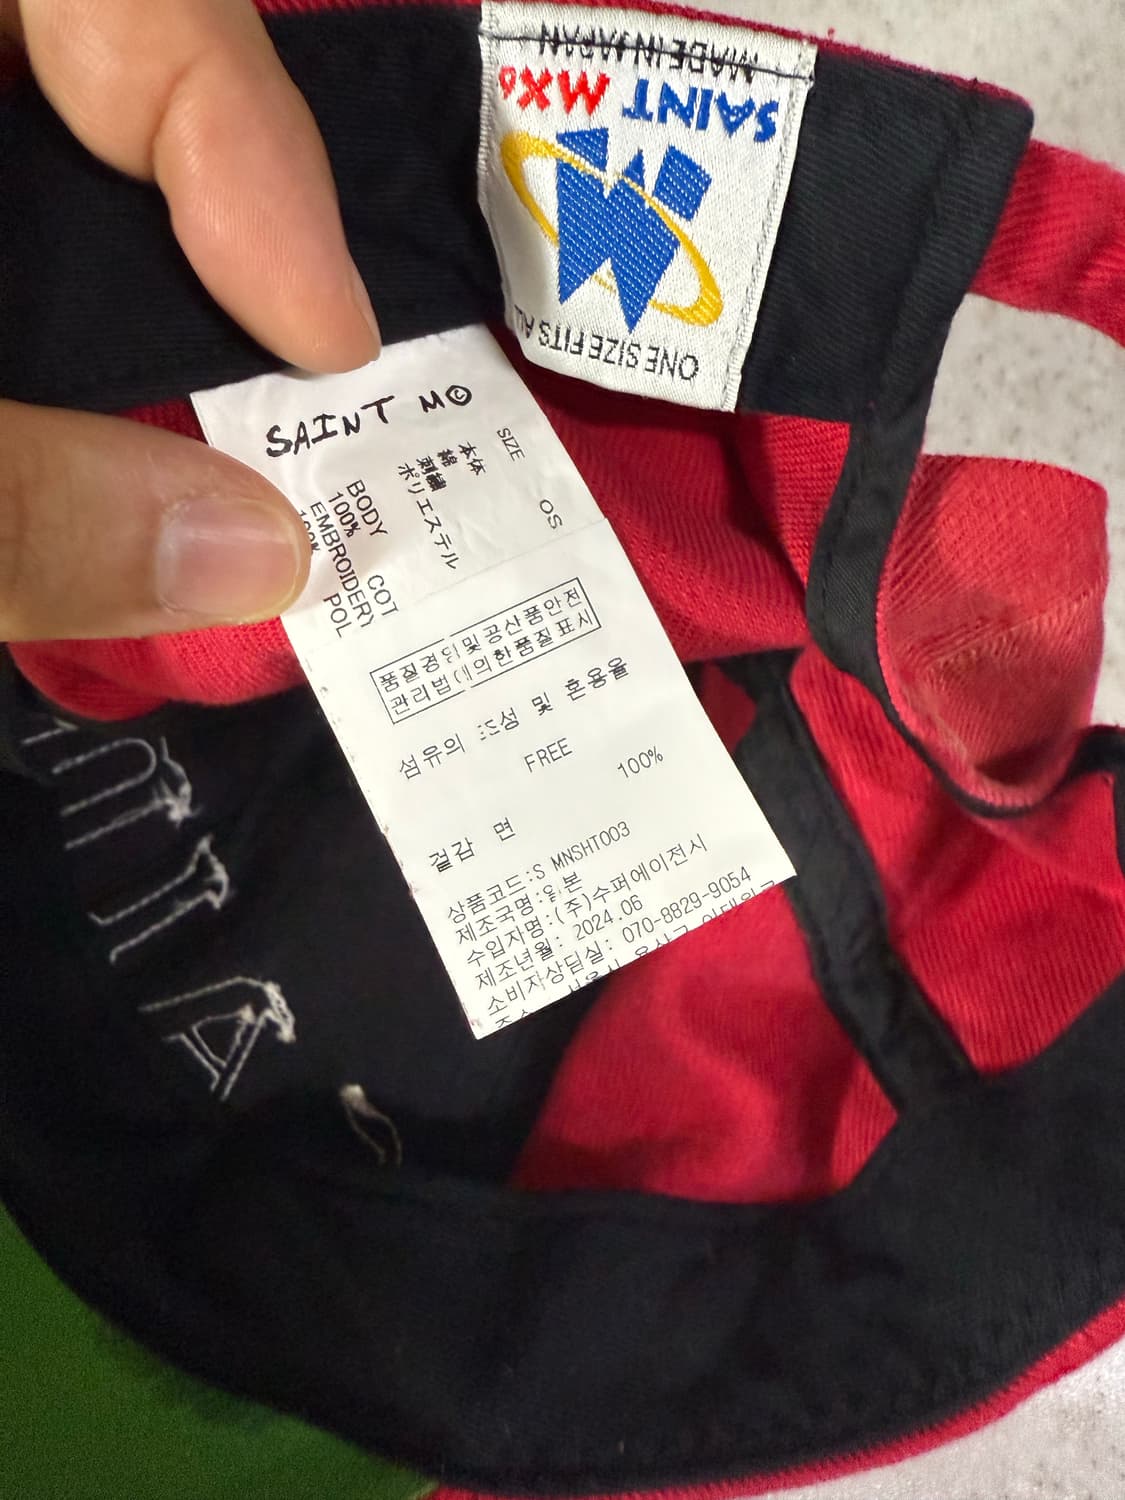 MADE IN JAPAN
SAINT MX
ONE SIZE FITS ALL
SAINT M
SIZE OS
本体
綿
刺繍
ポリエステル
BODY
100% COT
EMBROIDERY
100% POL
품질경영및공산품안전
관리법에의한품질표시
섬유의 조성 및 혼용율
FREE
겉감 면 100%
상품코드:S MNSHT003
제조국명:일본
수입자명:(주)수퍼에이전시
제조년월: 2024.06
소비자상담실: 070-8829-9054